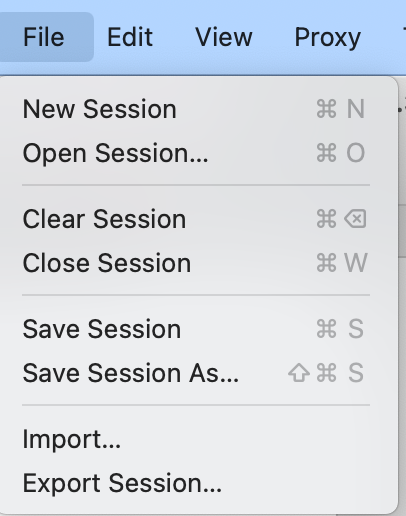 File Edit View Proxy
New Session ⌘ N
Open Session... ⌘ O
Clear Session ⌘ ⌫
Close Session ⌘ W
Save Session ⌘ S
Save Session As... ⇧ ⌘ S
Import...
Export Session...